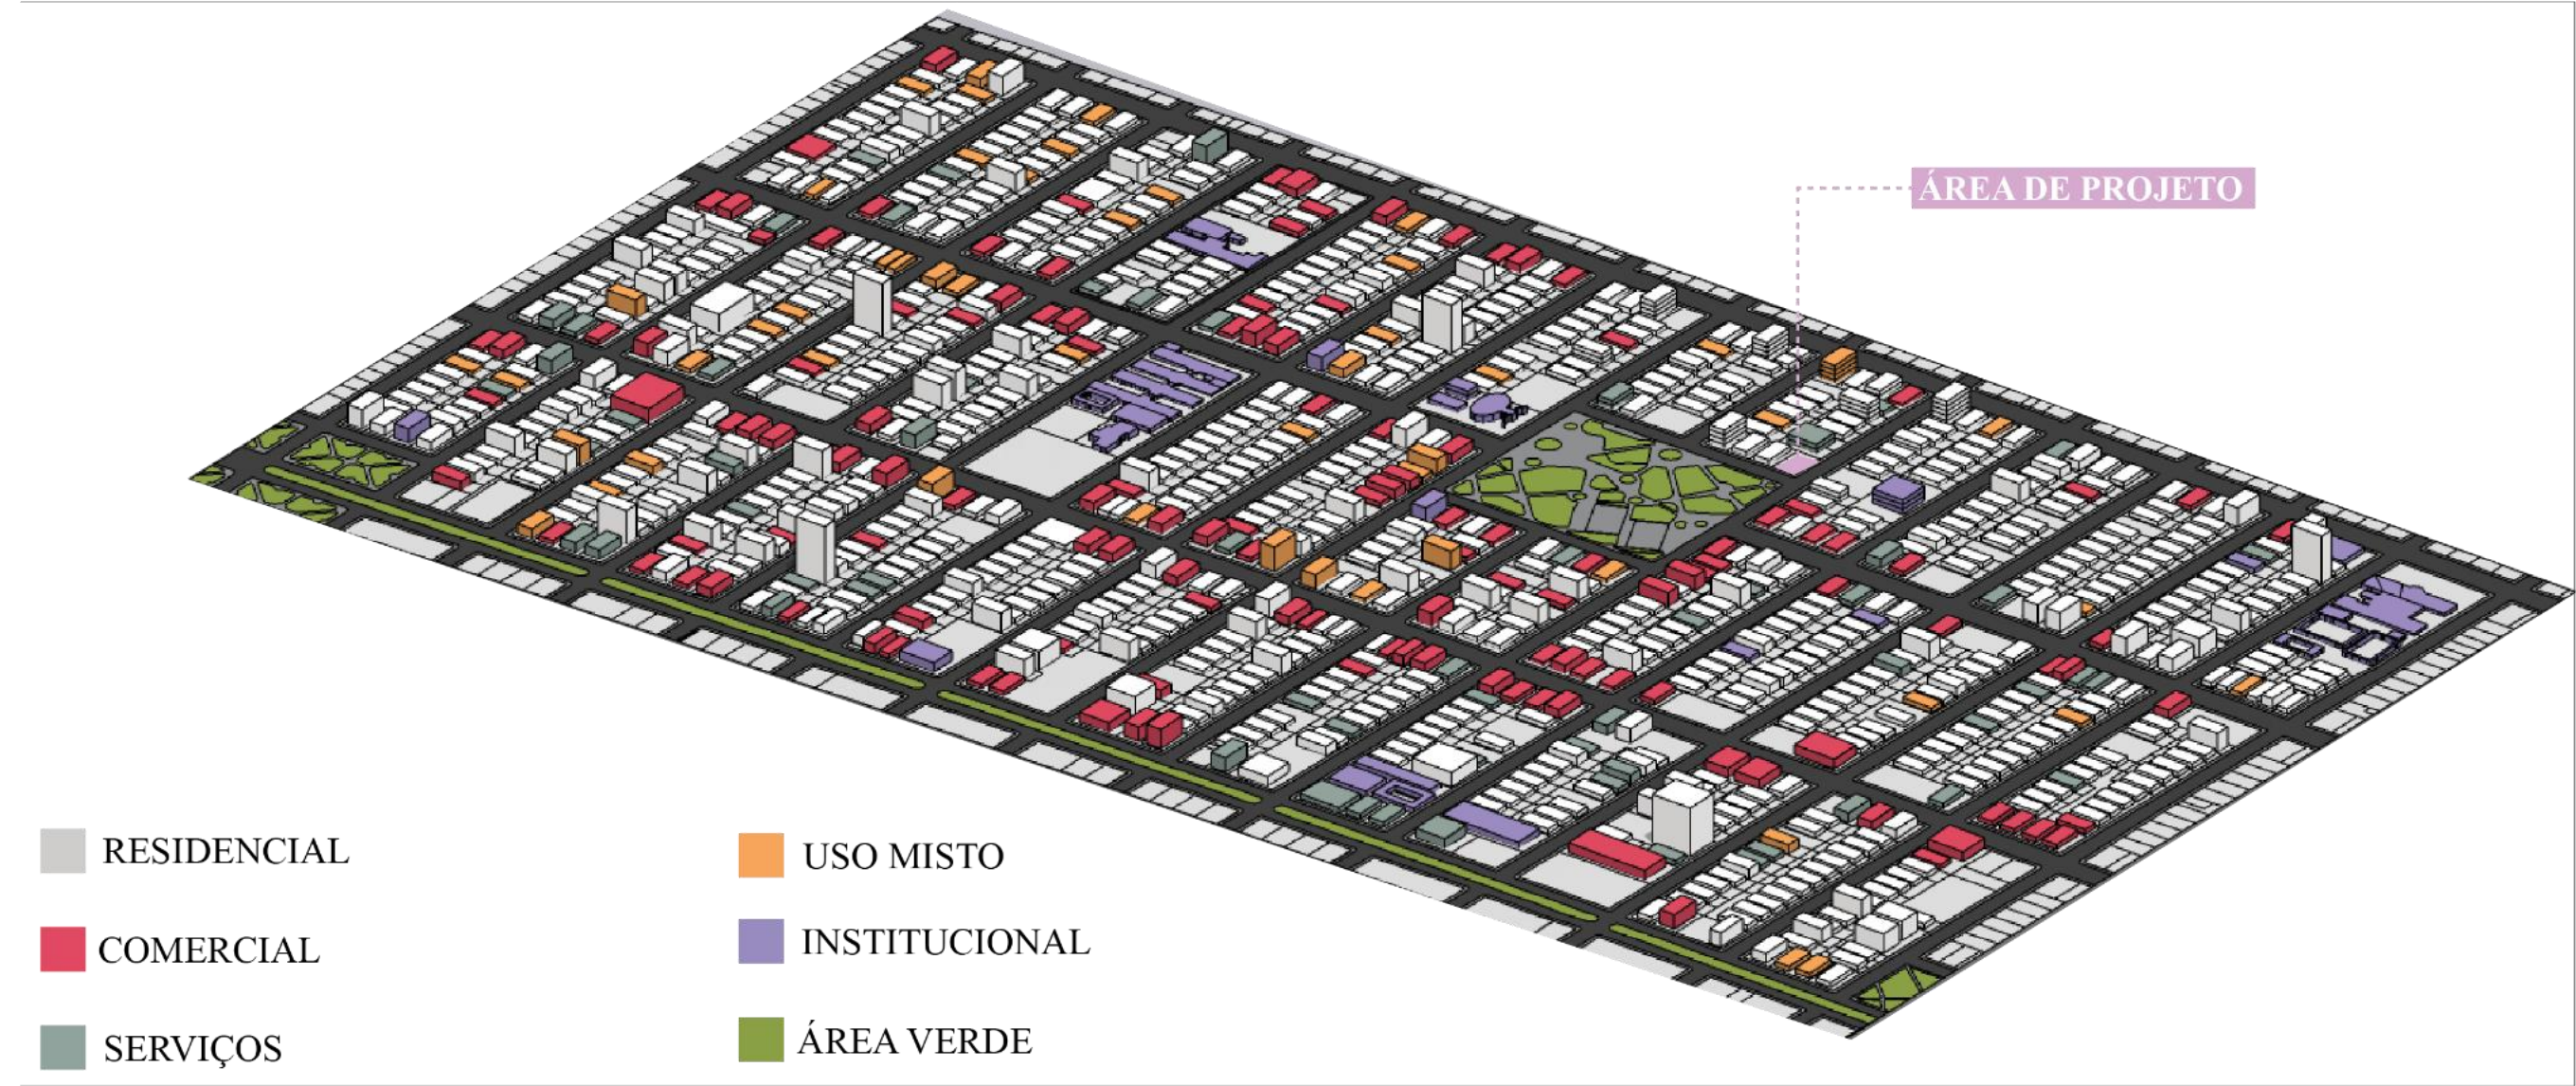 ÁREA DE PROJETO
RESIDENCIAL
COMERCIAL
SERVIÇOS
USO MISTO
INSTITUCIONAL
ÁREA VERDE